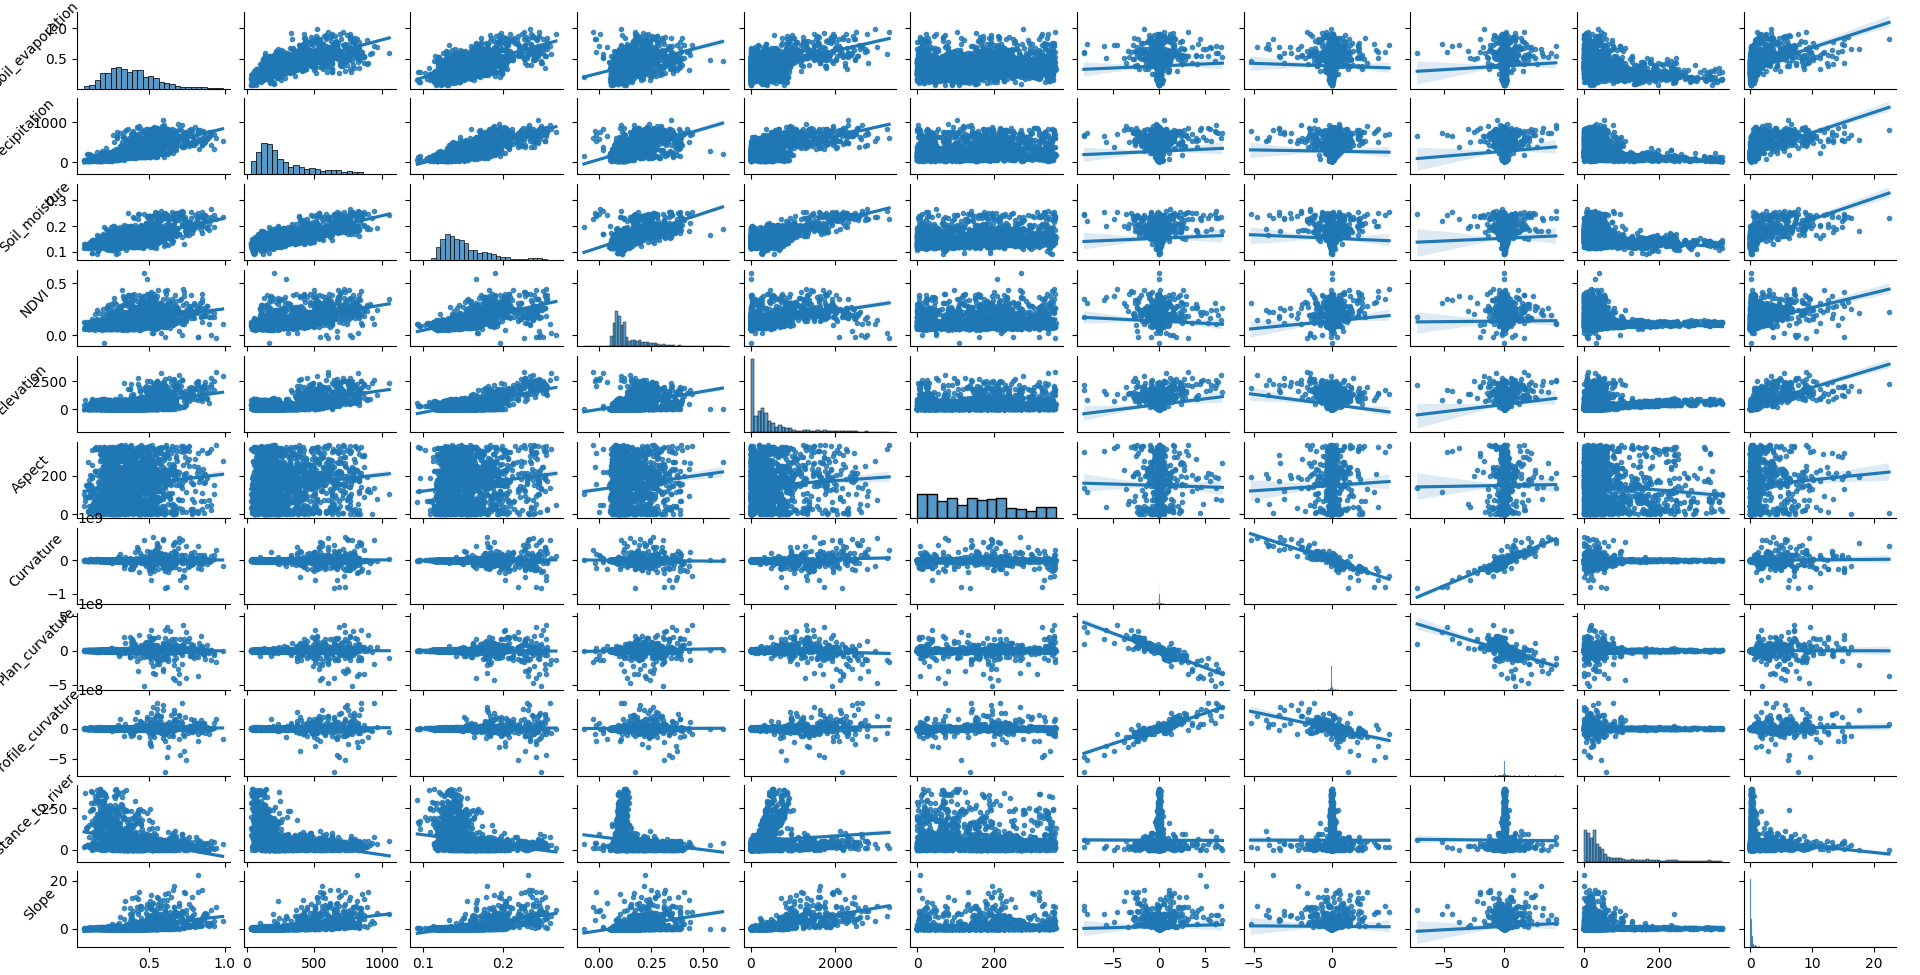 oil_evaporation
0.5
ecipitation
1000
0
Soil_moisture
0.3
0.2
0.1
NDVI
0.5
0.0
Elevation
2500
0
Aspect
200
0
1e9
Curvature
0
−1
1e8
Plan_curvature
5
0
−5
1e8
rofile_curvature
0
−5
stance_to_river
250
0
Slope
20
0
0.5 1.0 0 500 1000 0.1 0.2 0.00 0.25 0.50 0 2000 0 200 −5 0 5 −5 0 −5 0 0 200 0 10 20